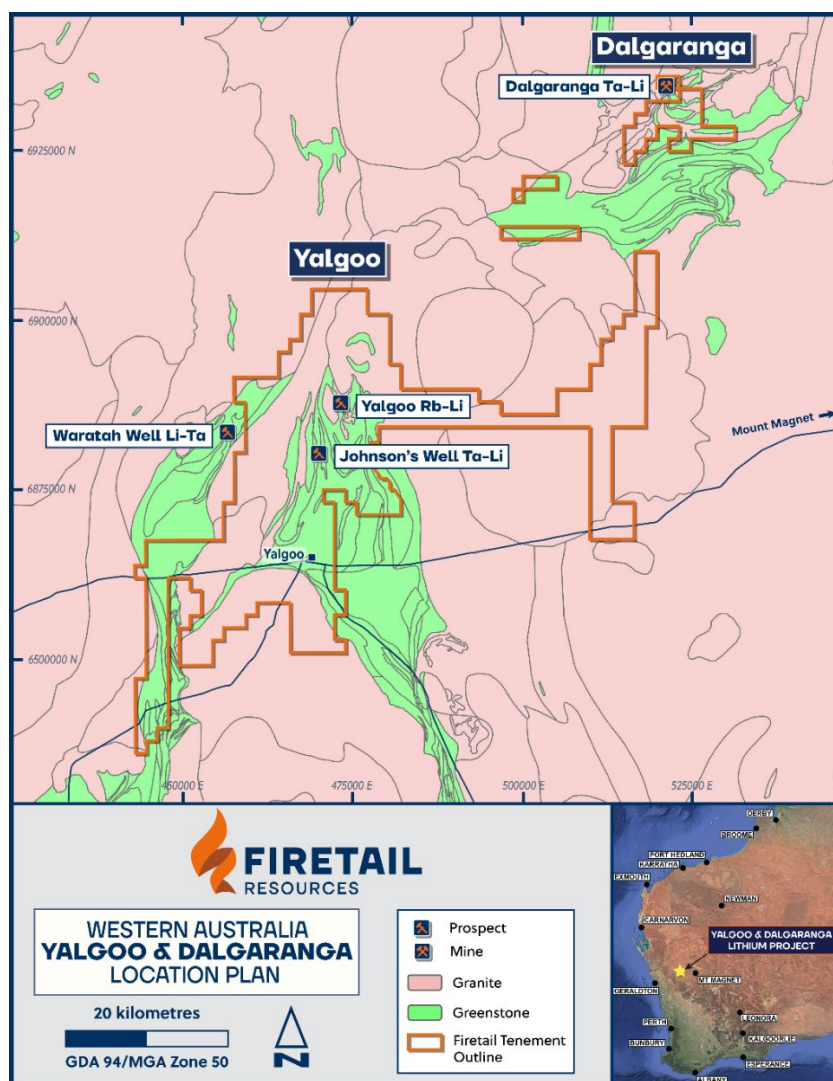 Dalgaranga
Dalgaranga Ta-Li
6925000 N
Yalgoo
6900000 N
Yalgoo Rb-Li
Waratah Well Li-Ta
Mount Magnet
Johnson's Well Ta-Li
6875000 N
Yalgoo
6500000 N
450000 E
475000 E
500000 E
525000 E
FIRETAIL
RESOURCES
WESTERN AUSTRALIA
YALGOO & DALGARANGA
LOCATION PLAN
20 kilometres
GDA 94/MGA Zone 50
N
Prospect
Mine
Granite
Greenstone
Firetail Tenement
Outline
DERBY
BROOME
PORT HEDLAND
KARRATHA
EXMOUTH
NEWMAN
CARNARVON
YALGOO & DALGARANGA
LITHIUM PROJECT
MT MAGNET
GERALDTON
LEONORA
PERTH
KALGOORLIE
BUNBURY
ESPERANCE
ALBANY